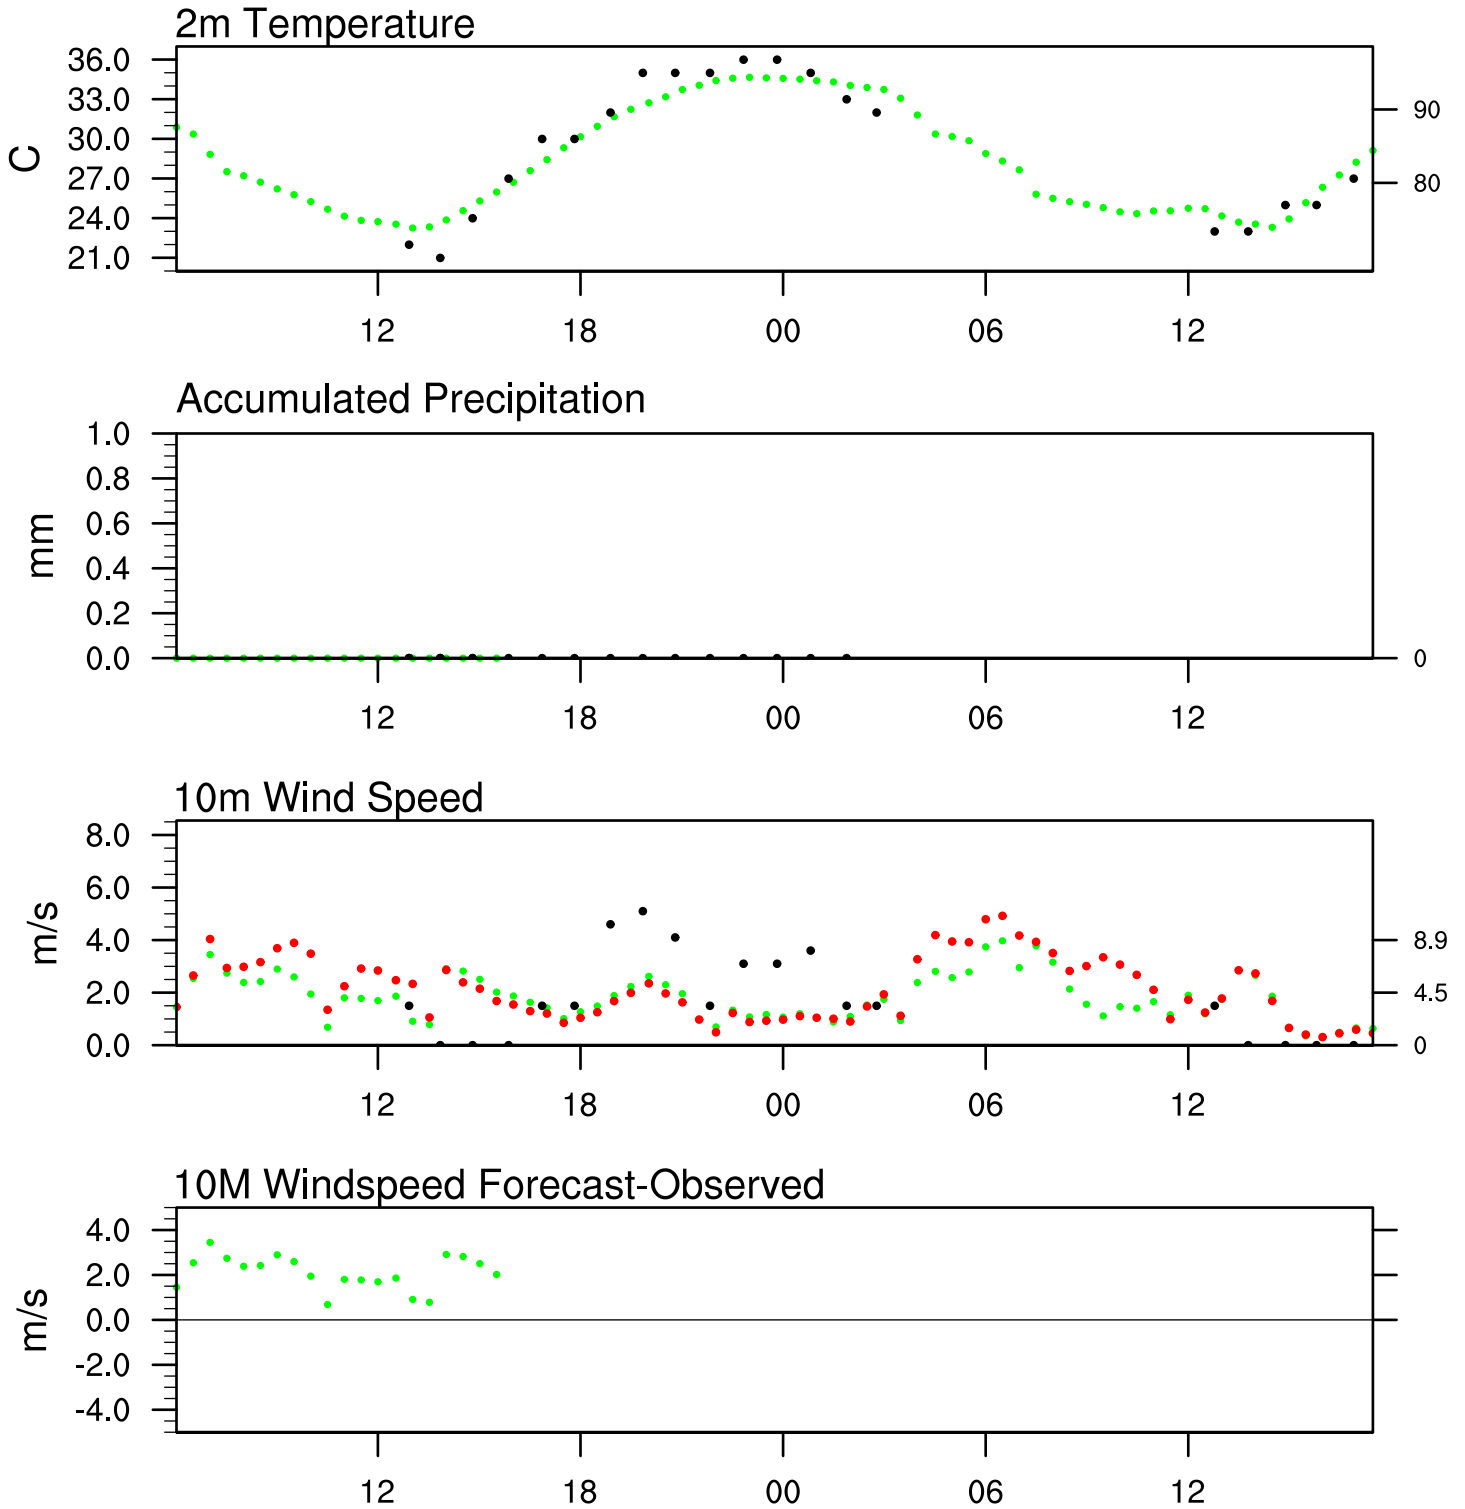 2m Temperature
36.0
33.0
30.0
27.0
24.0
21.0
C
90
80
12 18 00 06 12
Accumulated Precipitation
1.0
0.8
0.6
0.4
0.2
0.0
mm
0
12 18 00 06 12
10m Wind Speed
8.0
6.0
4.0
2.0
0.0
m/s
8.9
4.5
0
12 18 00 06 12
10M Windspeed Forecast-Observed
4.0
2.0
0.0
-2.0
-4.0
m/s
12 18 00 06 12